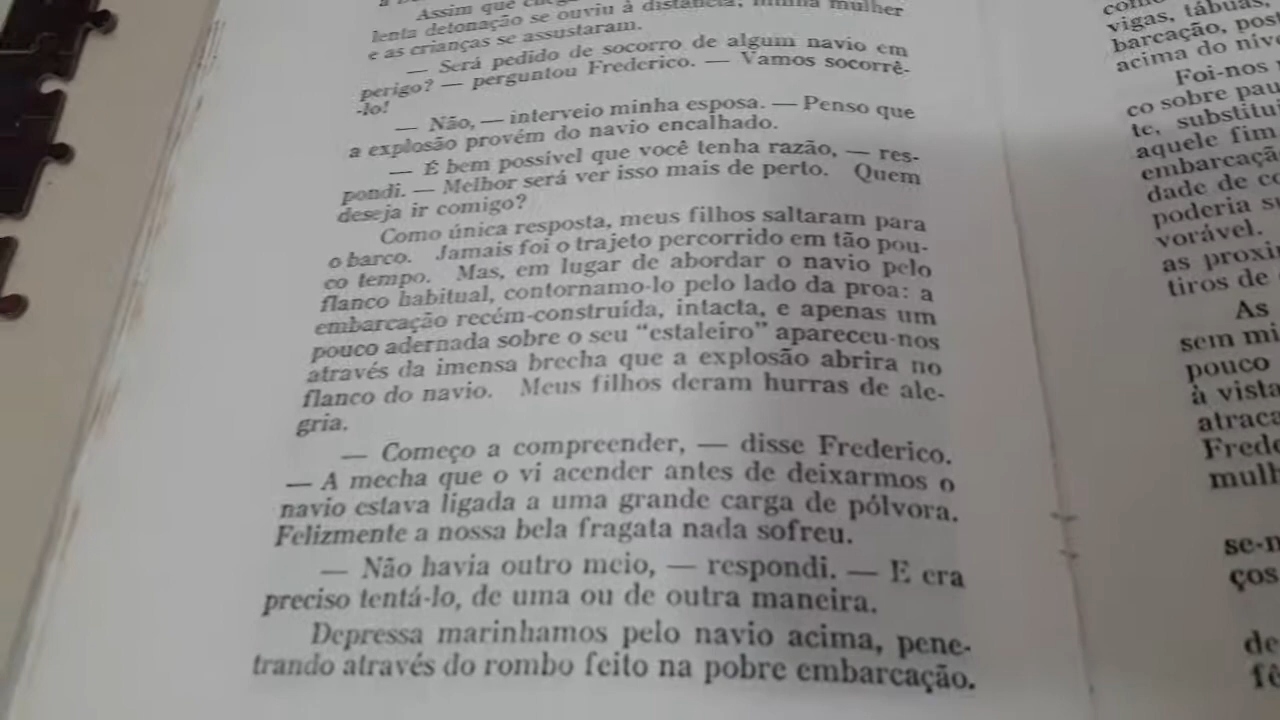 Assim que
lenta detonação se ouviu à distância; minha mulher
e as crianças se assustaram.
— Será pedido de socorro de algum navio em
perigo? — perguntou Frederico. — Vamos socorrê-
-lo!
— Não, — interveio minha esposa. — Penso que
a explosão provém do navio encalhado.
— É bem possível que você tenha razão, — res-
pondi. — Melhor será ver isso mais de perto. Quem
deseja ir comigo?
Como única resposta, meus filhos saltaram para
o barco. Jamais foi o trajeto percorrido em tão pou-
co tempo. Mas, em lugar de abordar o navio pelo
flanco habitual, contornamo-lo pelo lado da proa: a
embarcação recém-construída, intacta, e apenas um
pouco adernada sobre o seu “estaleiro” apareceu-nos
através da imensa brecha que a explosão abrira no
flanco do navio. Meus filhos deram hurras de ale-
gria.
— Começo a compreender, — disse Frederico.
— A mecha que o vi acender antes de deixarmos o
navio estava ligada a uma grande carga de pólvora.
Felizmente a nossa bela fragata nada sofreu.
— Não havia outro meio, — respondi. — E era
preciso tentá-lo, de uma ou de outra maneira.
Depressa marinhamos pelo navio acima, pene-
trando através do rombo feito na pobre embarcação.
vigas, tábuas,
barcação, pos
acima do níve
Foi-nos
co sobre pau
te, substitu
aquele fim
embarcaçã
dade de co
poderia su
vorável.
as proxi
tiros de
As
sem mi
pouco
à vista
atraca
Frede
mulh
se-n
ços
de
fê